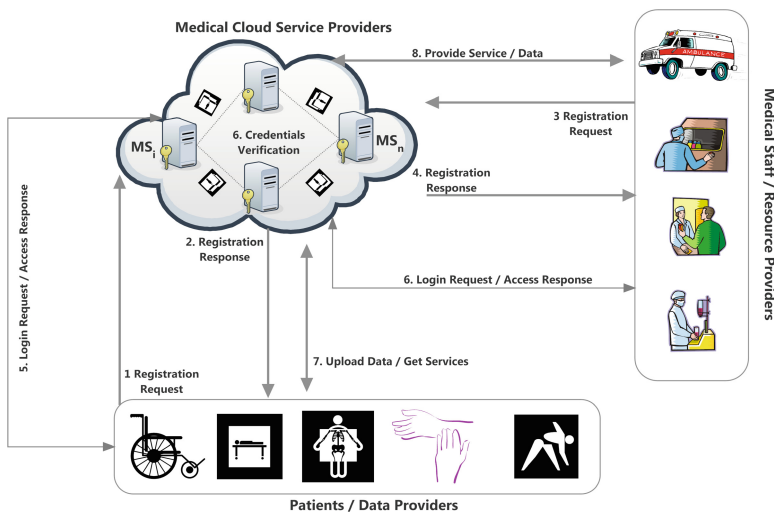 Medical Cloud Service Providers
8. Provide Service / Data
AMBULANCE
3 Registration
Request
6. Credentials
Verification
MSi
MSn
4. Registration
Response
2. Registration
Response
6. Login Request / Access Response
5. Login Request / Access Response
7. Upload Data / Get Services
1 Registration
Request
Medical Staff / Resource Providers
Patients / Data Providers